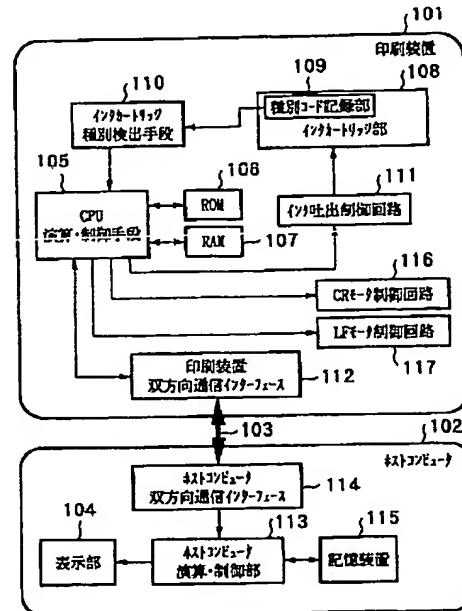 101
印刷装置
110
109
108
インクカートリッジ
種別検出手段
種別コード記録部
インクカートリッジ部
105
106
111
CPU
演算・制御手段
ROM
RAM
107
インク吐出制御回路
116
CRモータ制御回路
LFモータ制御回路
117
印刷装置
双方向通信インターフェース
112
103
102
ホストコンピュータ
ホストコンピュータ
双方向通信インターフェース
114
104
113
115
表示部
ホストコンピュータ
演算・制御部
記憶装置